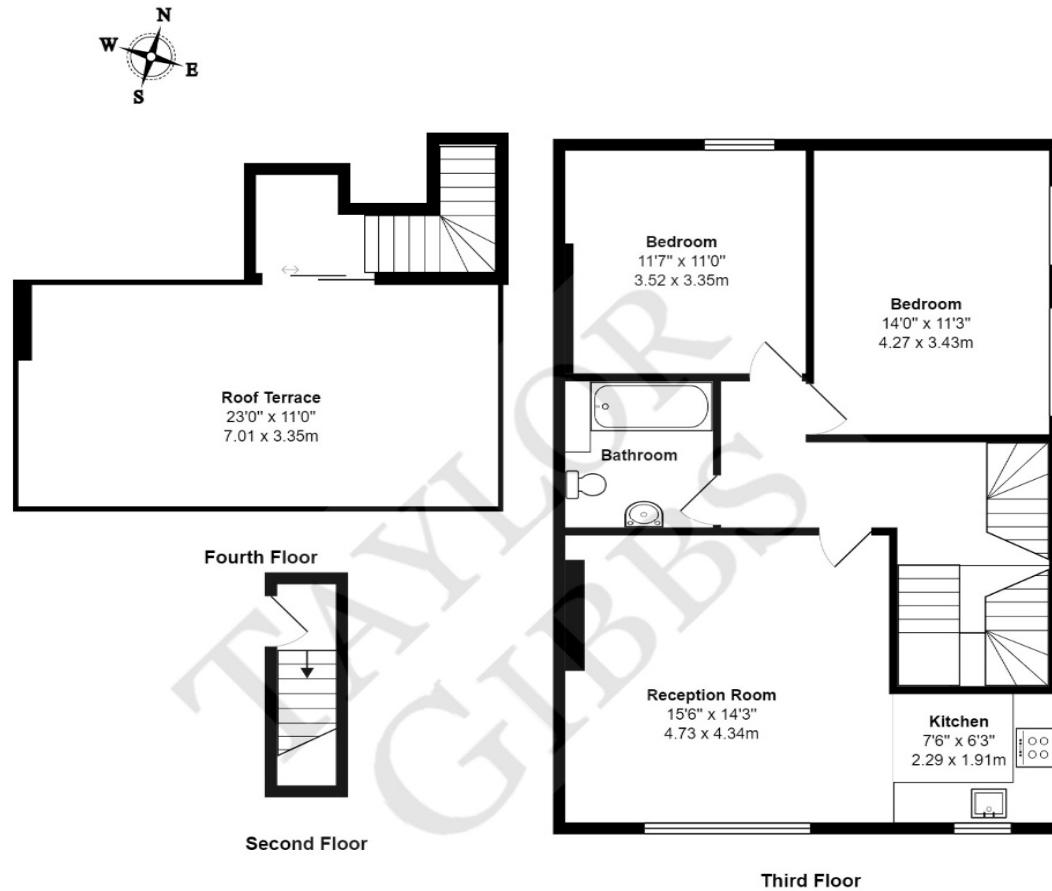 N
W
E
S
Bedroom
11'7" x 11'0"
3.52 x 3.35m
Bedroom
14'0" x 11'3"
4.27 x 3.43m
Roof Terrace
23'0" x 11'0"
7.01 x 3.35m
Bathroom
Fourth Floor
Reception Room
15'6" x 14'3"
4.73 x 4.34m
Kitchen
7'6" x 6'3"
2.29 x 1.91m
Second Floor
Third Floor
TAYLOR
GIBBS